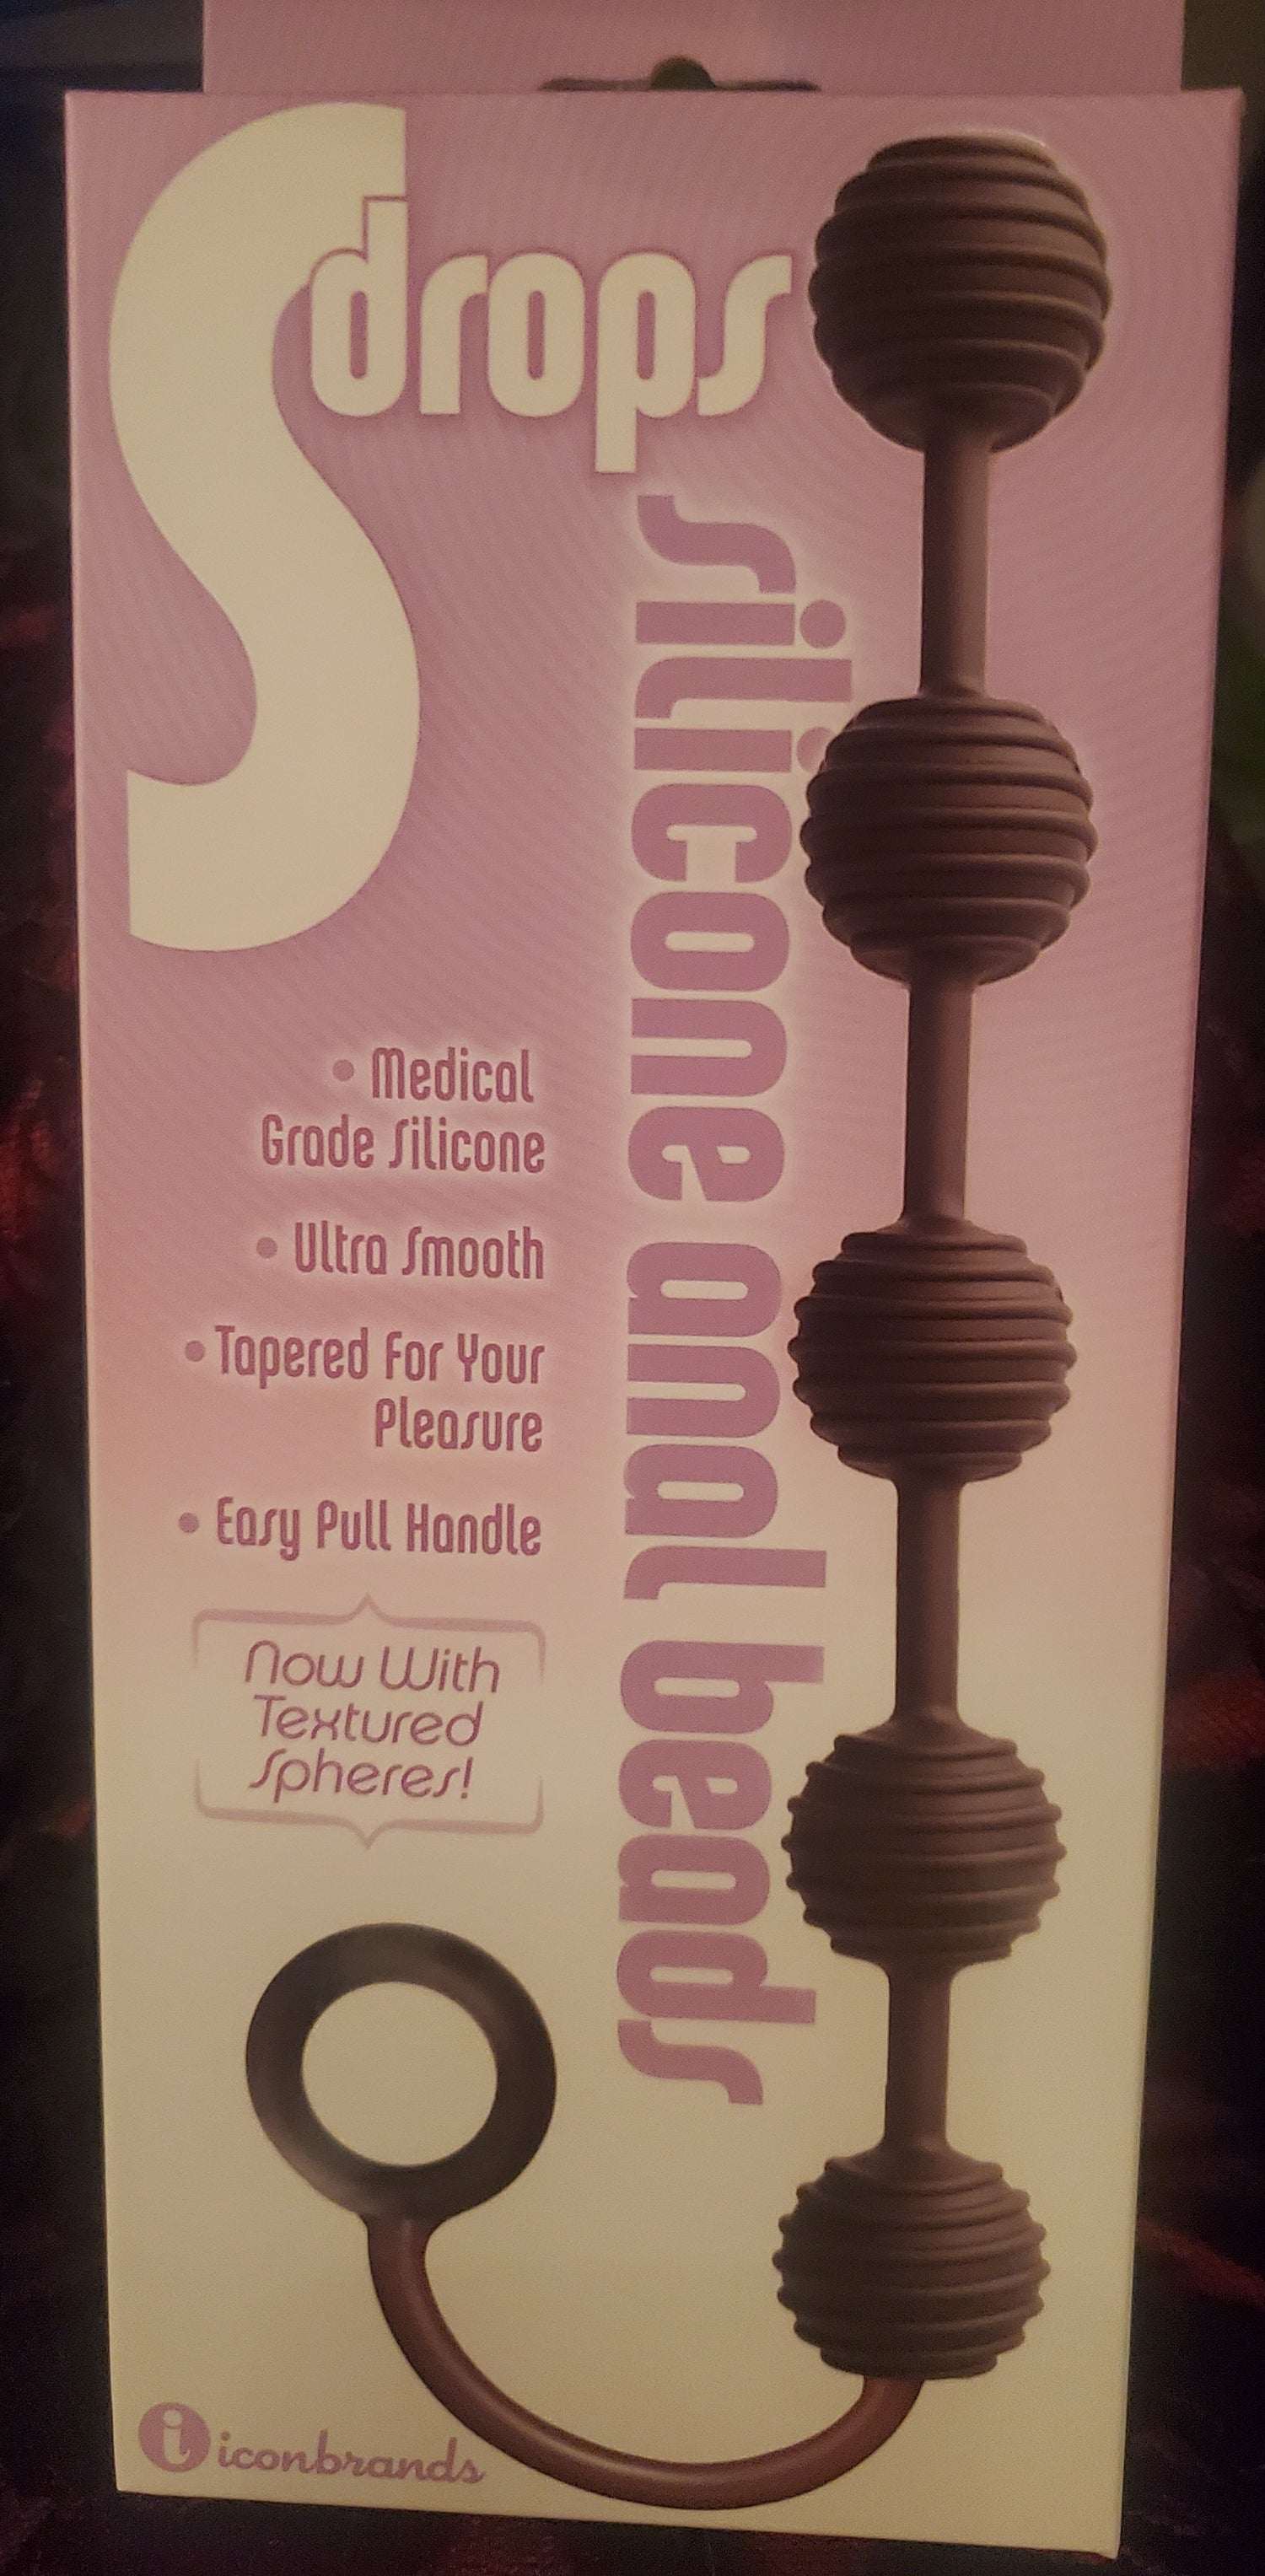 S drops
silicone anal beads
• Medical
Grade Silicone
• Ultra Smooth
• Tapered For Your
Pleasure
• Easy Pull Handle
Now With
Textured
Spheres!
i iconbrands